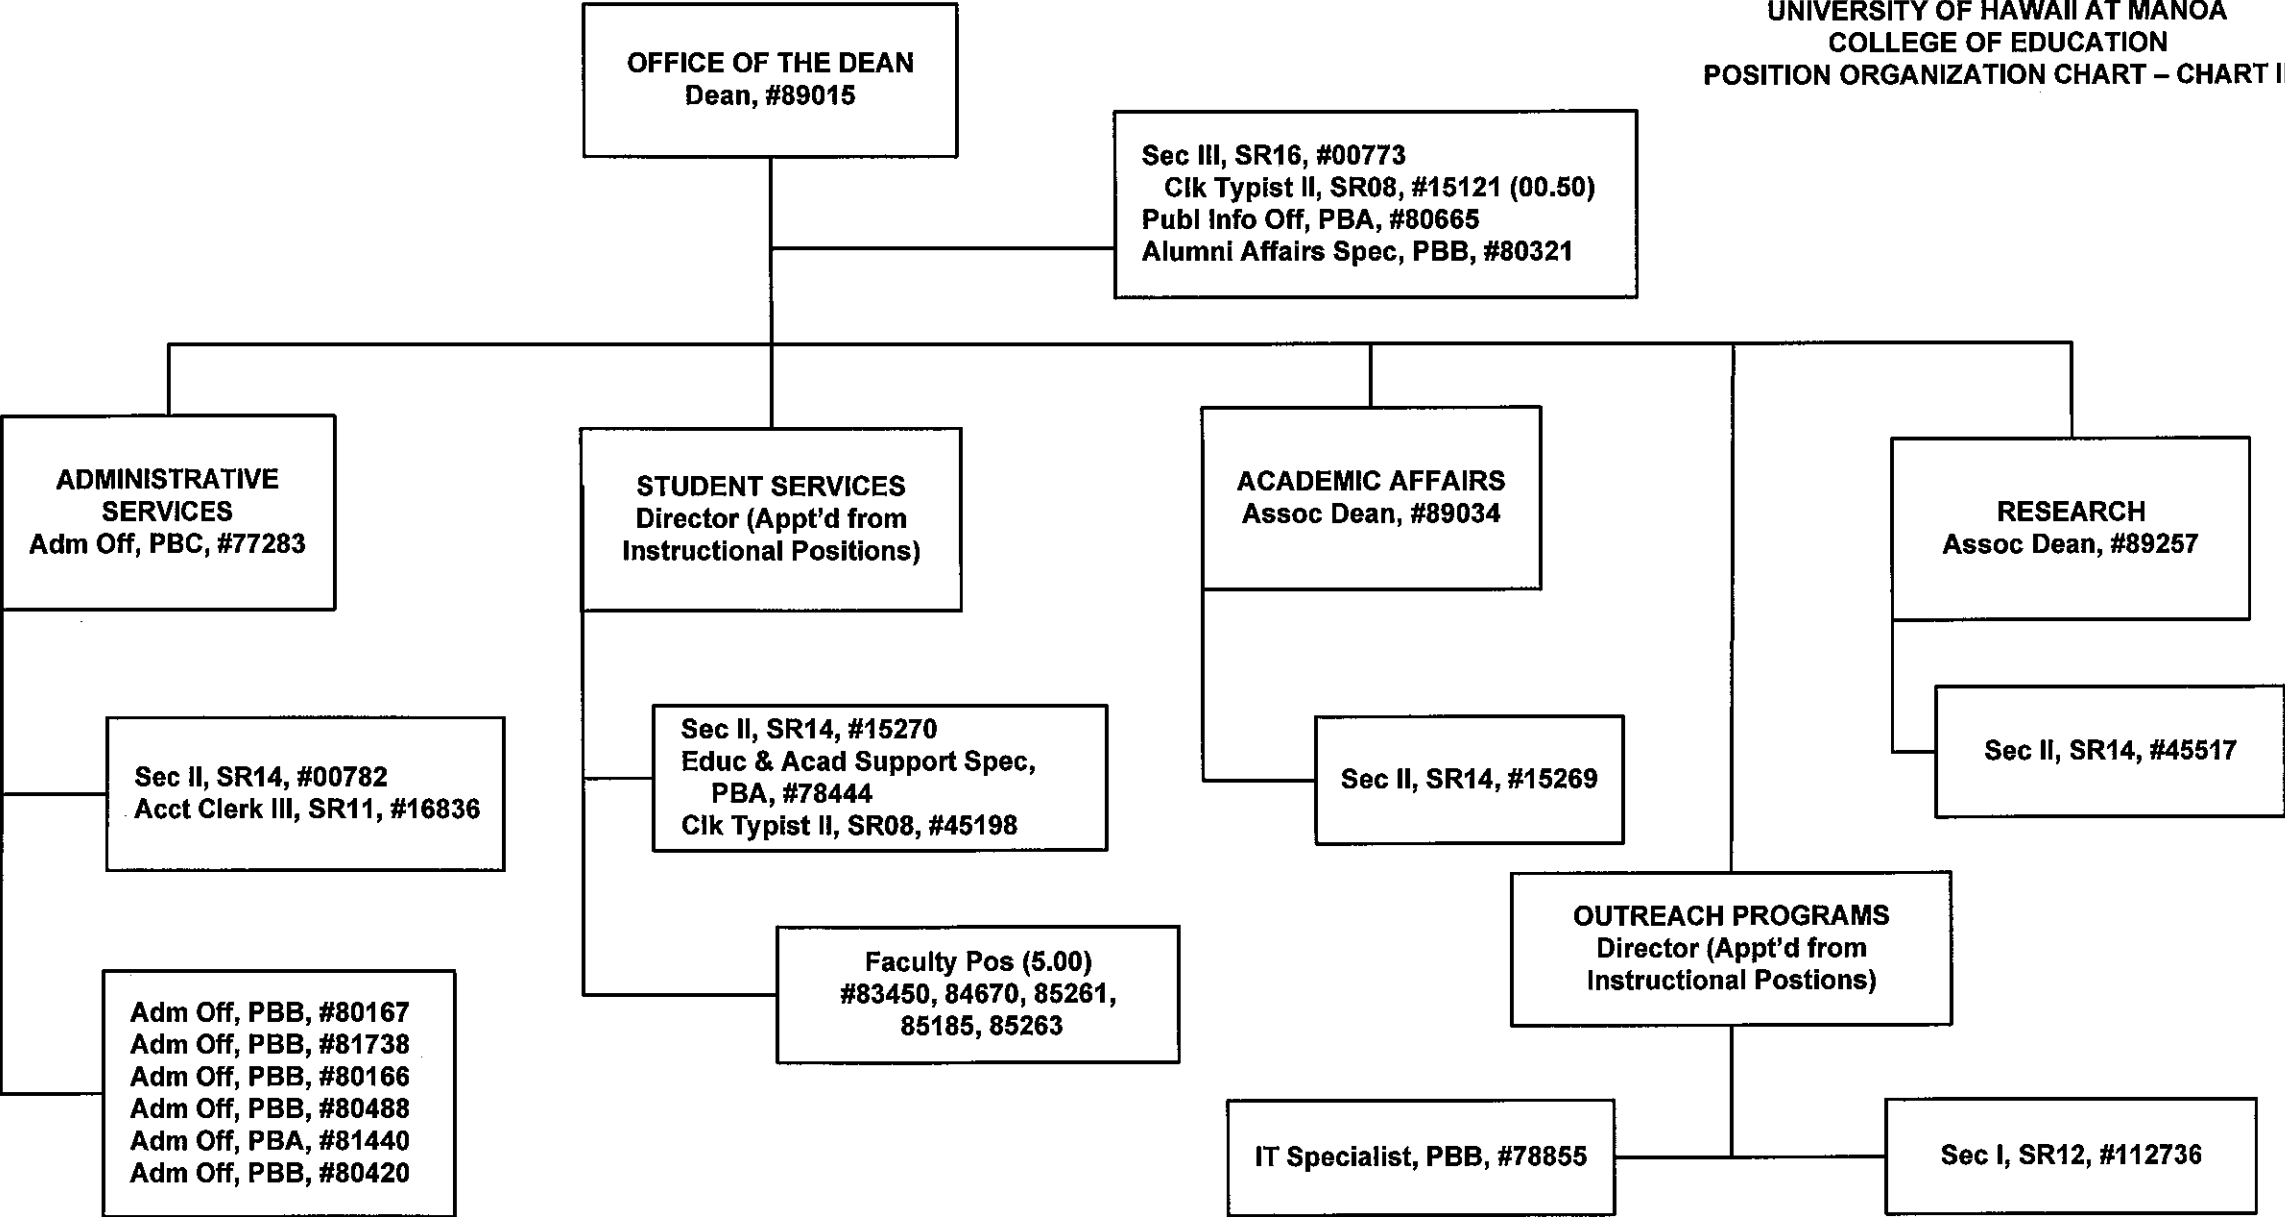 UNIVERSITY OF HAWAII AT MANOA
COLLEGE OF EDUCATION
POSITION ORGANIZATION CHART – CHART II
OFFICE OF THE DEAN
Dean, #89015
Sec III, SR16, #00773
Clk Typist II, SR08, #15121 (00.50)
Publ Info Off, PBA, #80665
Alumni Affairs Spec, PBB, #80321
ADMINISTRATIVE
SERVICES
Adm Off, PBC, #77283
STUDENT SERVICES
Director (Appt'd from
Instructional Positions)
ACADEMIC AFFAIRS
Assoc Dean, #89034
RESEARCH
Assoc Dean, #89257
Sec II, SR14, #00782
Acct Clerk III, SR11, #16836
Sec II, SR14, #15270
Educ & Acad Support Spec,
PBA, #78444
Clk Typist II, SR08, #45198
Sec II, SR14, #15269
Sec II, SR14, #45517
Adm Off, PBB, #80167
Adm Off, PBB, #81738
Adm Off, PBB, #80166
Adm Off, PBB, #80488
Adm Off, PBA, #81440
Adm Off, PBB, #80420
Faculty Pos (5.00)
#83450, 84670, 85261,
85185, 85263
OUTREACH PROGRAMS
Director (Appt'd from
Instructional Postions)
IT Specialist, PBB, #78855
Sec I, SR12, #112736